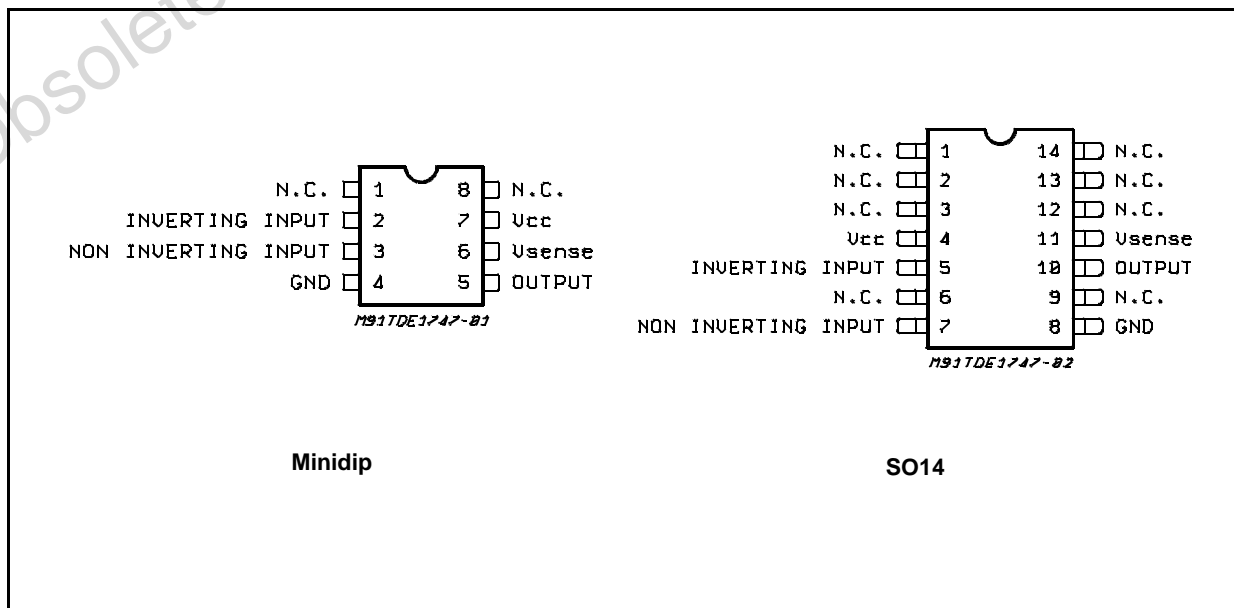 obsolete
N.C. 1 8 N.C.
INVERTING INPUT 2 7 Vcc
NON INVERTING INPUT 3 6 Vsense
GND 4 5 OUTPUT
M91TDE1747-01
Minidip
N.C. 1 14 N.C.
N.C. 2 13 N.C.
N.C. 3 12 N.C.
Vcc 4 11 Vsense
INVERTING INPUT 5 10 OUTPUT
N.C. 6 9 N.C.
NON INVERTING INPUT 7 8 GND
M91TDE1747-02
SO14